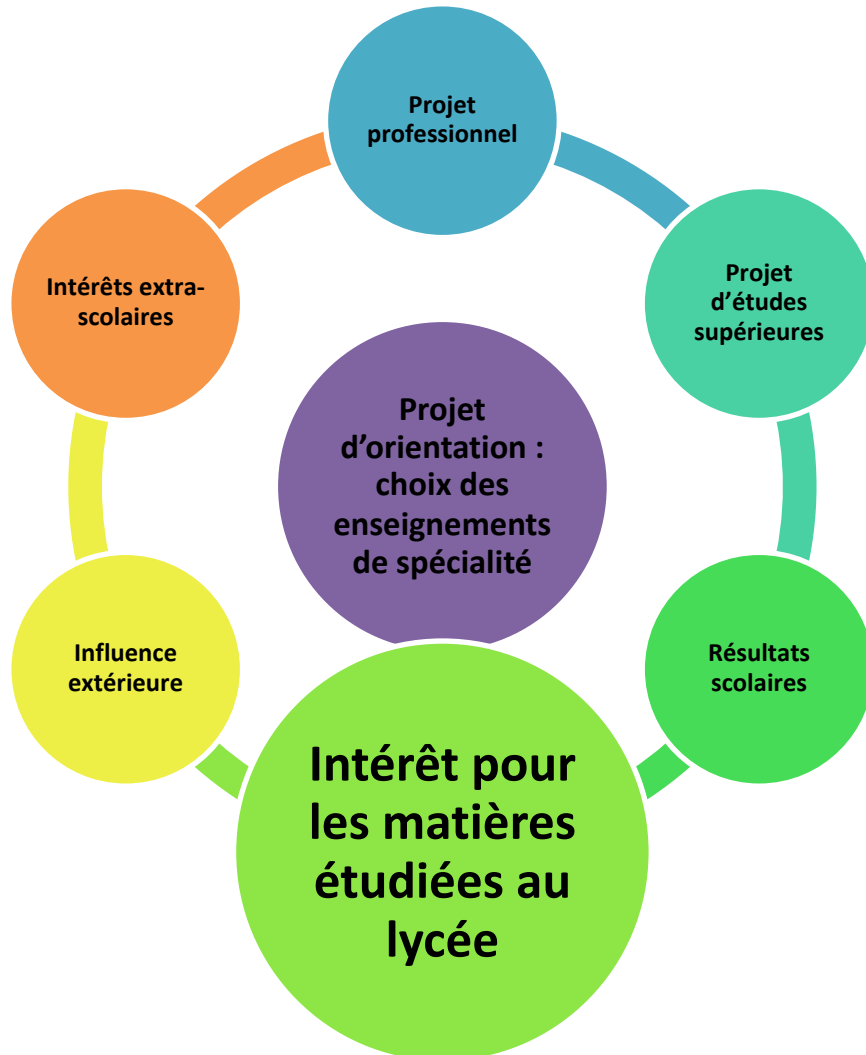 Projet
professionnel
Intérêts extra-
scolaires
Projet
d'études
supérieures
Projet
d'orientation :
choix des
enseignements
de spécialité
Influence
extérieure
Résultats
scolaires
Intérêt pour
les matières
étudiées au
lycée